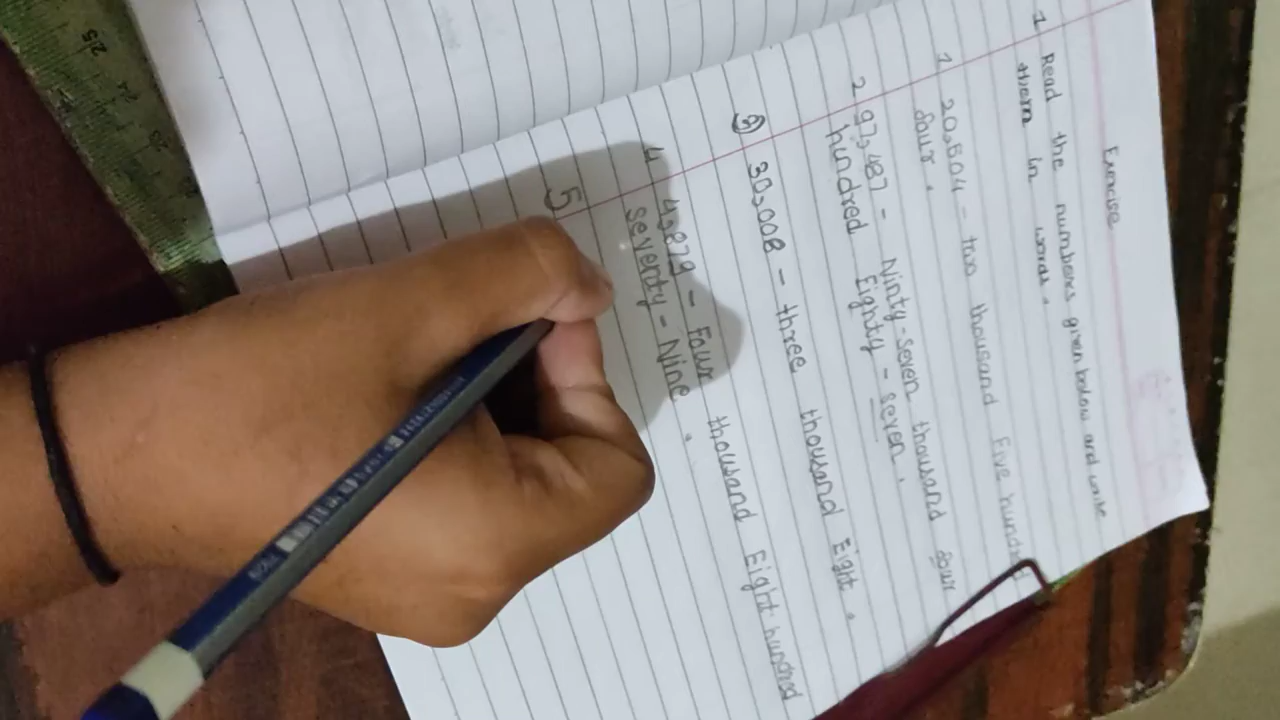 Exercise
1 Read the numbers given below and write
them in words.
1 20,504 - two thousand Five hundred
four.
2 97,487 - Ninty-seven thousand four
hundred Eighty - seven.
3) 30,008 - three thousand Eight.
4 4,879 - Four thousand Eight hundred
seventy - Nine.
5
25